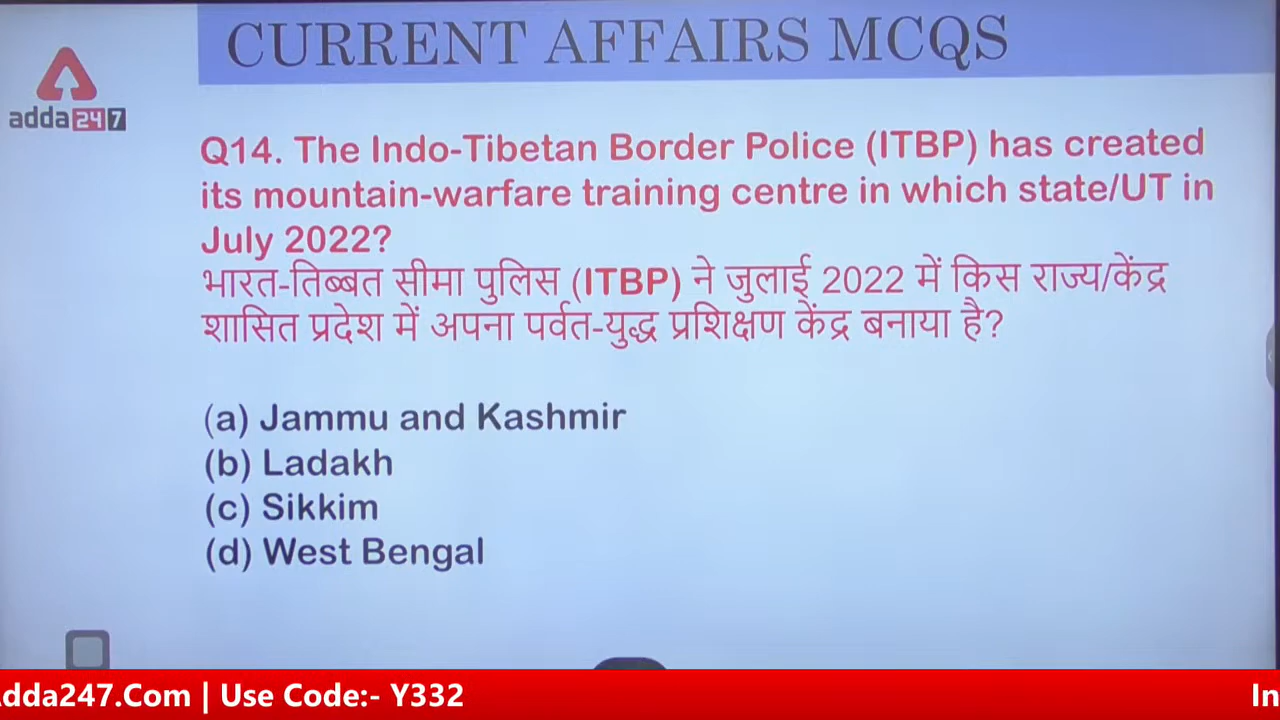 CURRENT AFFAIRS MCQS
adda247
Q14. The Indo-Tibetan Border Police (ITBP) has created
its mountain-warfare training centre in which state/UT in
July 2022?
भारत-तिब्बत सीमा पुलिस (ITBP) ने जुलाई 2022 में किस राज्य/केंद्र
शासित प्रदेश में अपना पर्वत-युद्ध प्रशिक्षण केंद्र बनाया है?
(a) Jammu and Kashmir
(b) Ladakh
(c) Sikkim
(d) West Bengal
dda247.Com | Use Code:- Y332
In